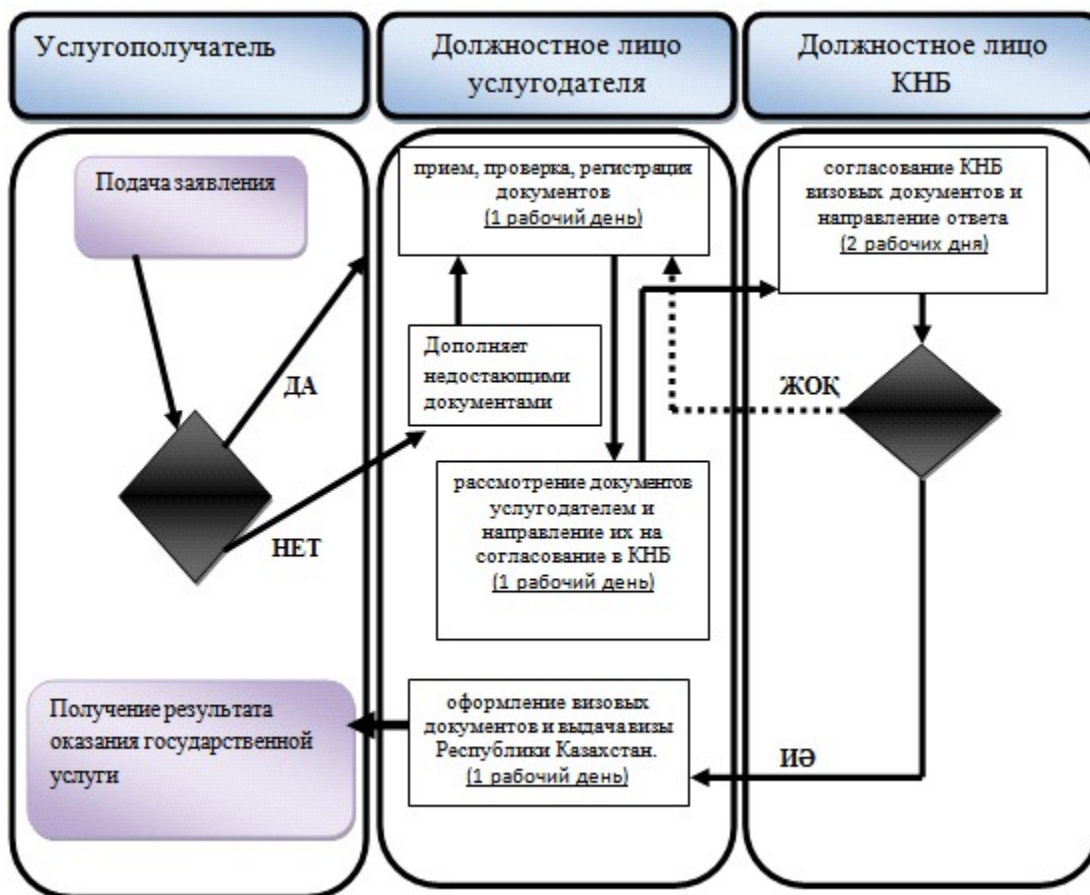 Услугополучатель
Должностное лицо
услугодателя
Должностное лицо
КНБ
Подача заявления
ДА
НЕТ
Получение результата
оказания государственной
услуги
прием, проверка, регистрация
документов
(1 рабочий день)
Дополняет
недостающими
документами
рассмотрение документов
услугодателем и
направление их на
согласование в КНБ
(1 рабочий день)
оформление визовых
документов и выдача визы
Республики Казахстан.
(1 рабочий день)
согласование КНБ
визовых документов и
направление ответа
(2 рабочих дня)
ЖОҚ
ИӘ